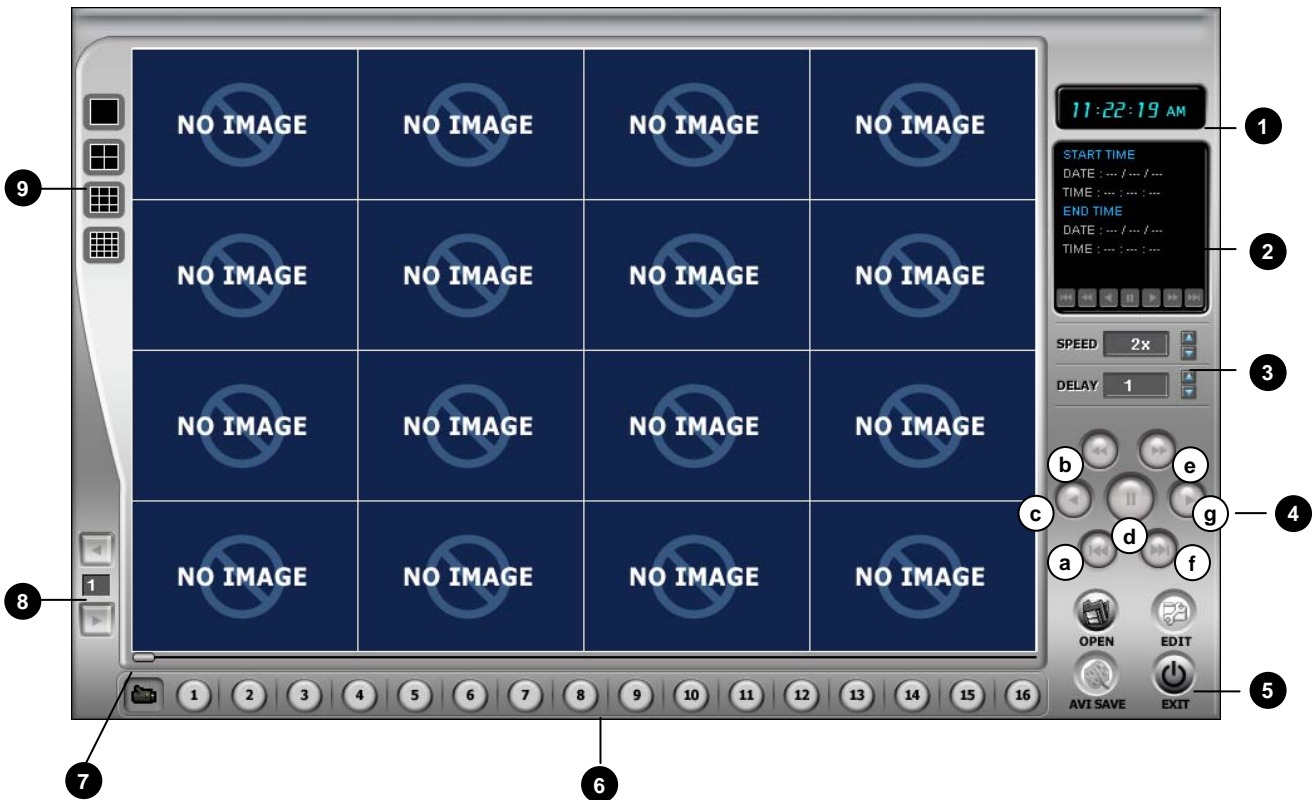 NO IMAGE NO IMAGE NO IMAGE NO IMAGE
NO IMAGE NO IMAGE NO IMAGE NO IMAGE
NO IMAGE NO IMAGE NO IMAGE NO IMAGE
NO IMAGE NO IMAGE NO IMAGE NO IMAGE
11:22:19 AM
START TIME
DATE : --- / --- / ---
TIME : --- : --- : ---
END TIME
DATE : --- / --- / ---
TIME : --- : --- : ---
SPEED 2x
DELAY 1
b e
c d g
a f
OPEN EDIT
AVI SAVE EXIT
1
1 2 3 4 5 6 7 8 9 10 11 12 13 14 15 16
1
2
3
4
5
6
7
8
9